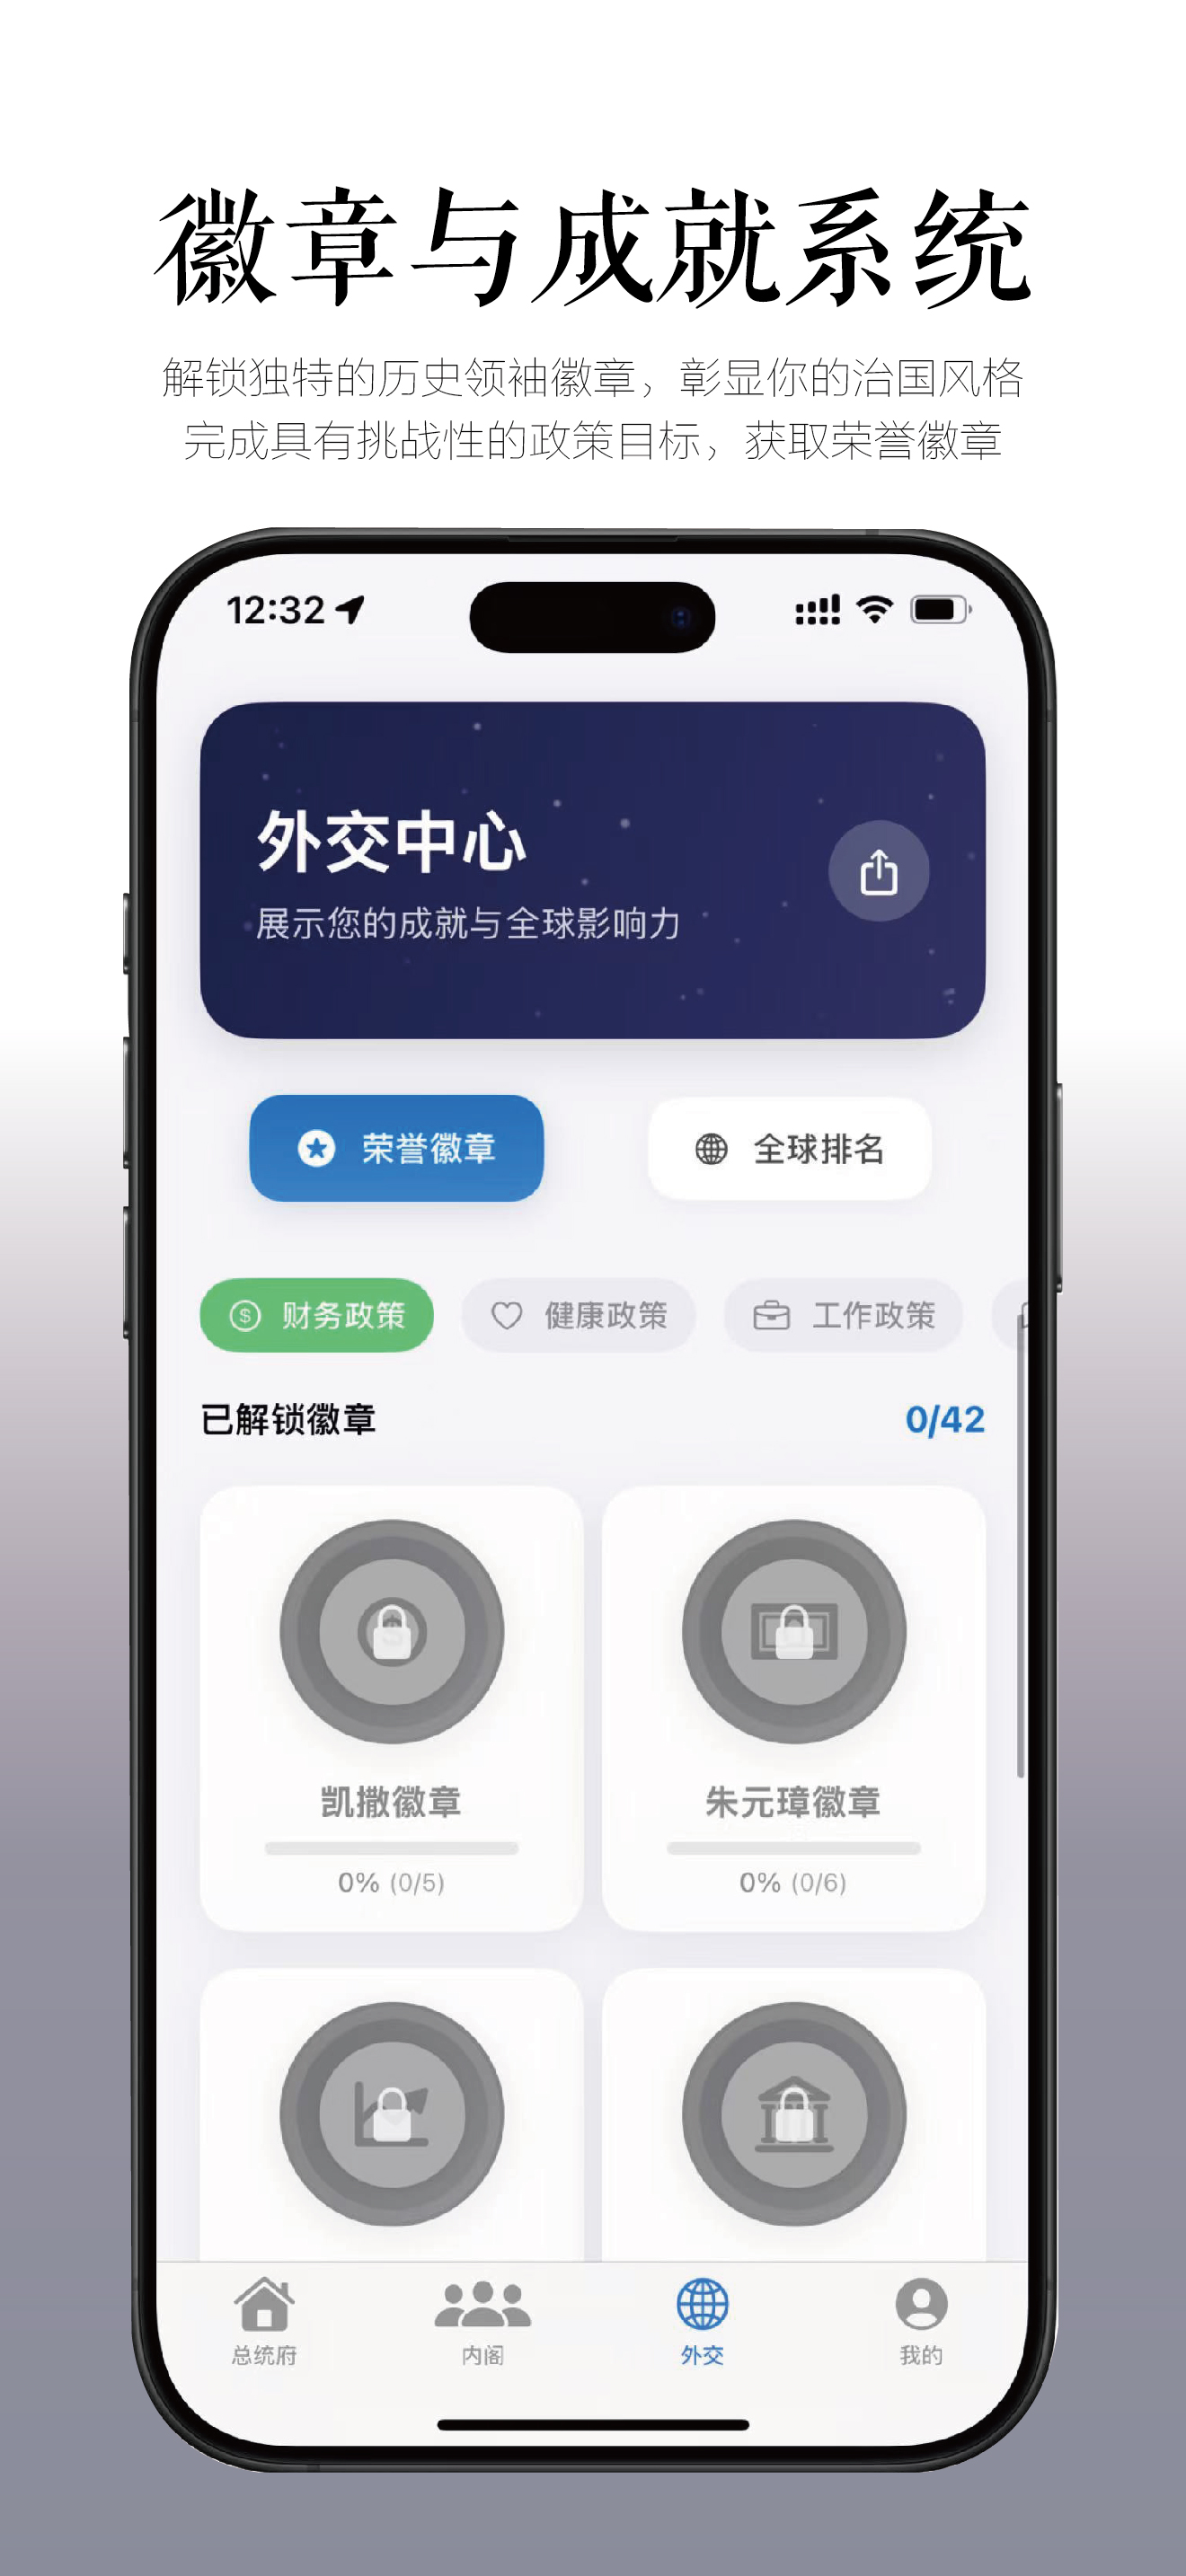 徽章与成就系统
解锁独特的历史领袖徽章，彰显你的治国风格
完成具有挑战性的政策目标，获取荣誉徽章
12:32
外交中心
展示您的成就与全球影响力
荣誉徽章
全球排名
财务政策
健康政策
工作政策
已解锁徽章
0/42
凯撒徽章
朱元璋徽章
0% (0/5)
0% (0/6)
总统府
内阁
外交
我的